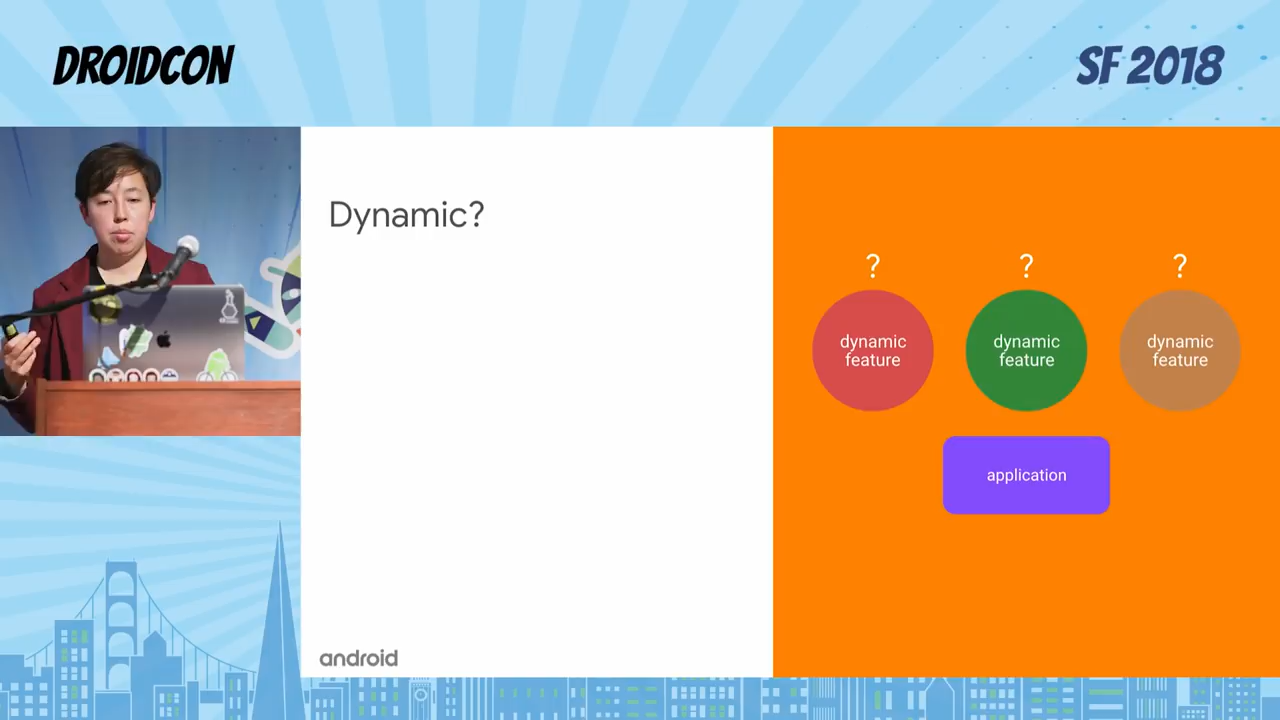 DROIDCON
SF 2018
Dynamic?
?
?
?
dynamic
feature
dynamic
feature
dynamic
feature
application
android